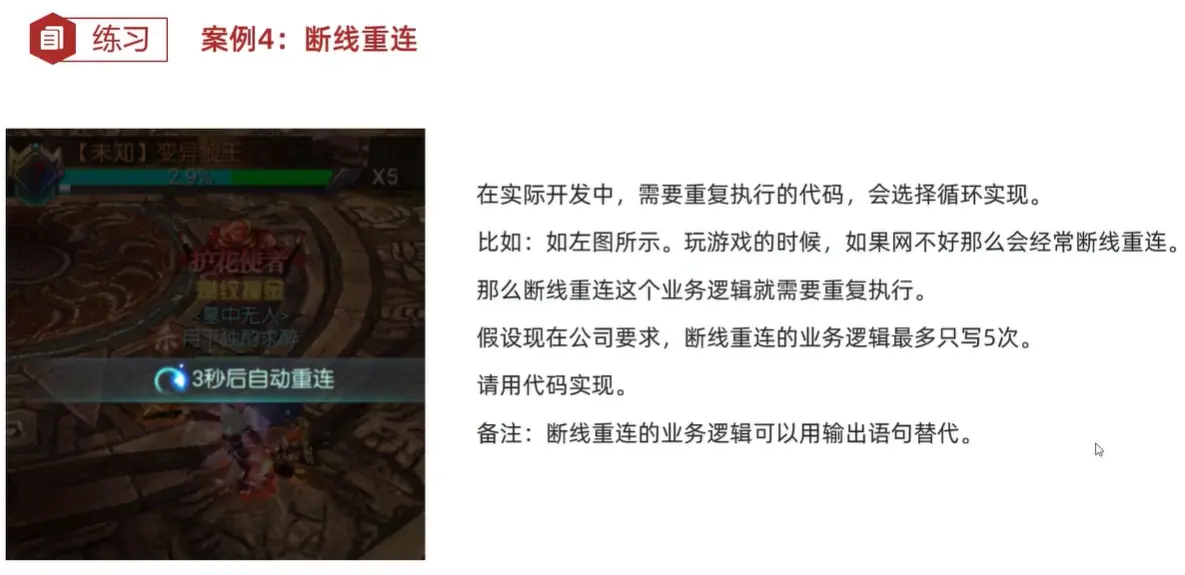 练习
案例4：断线重连
【未知】变异狼王
2.9%
X5
护花使者
<墓中无人>
月下独酌求醉
3秒后自动重连
在实际开发中，需要重复执行的代码，会选择循环实现。
比如：如左图所示。玩游戏的时候，如果网不好那么会经常断线重连。
那么断线重连这个业务逻辑就需要重复执行。
假设现在公司要求，断线重连的业务逻辑最多只写5次。
请用代码实现。
备注：断线重连的业务逻辑可以用输出语句替代。